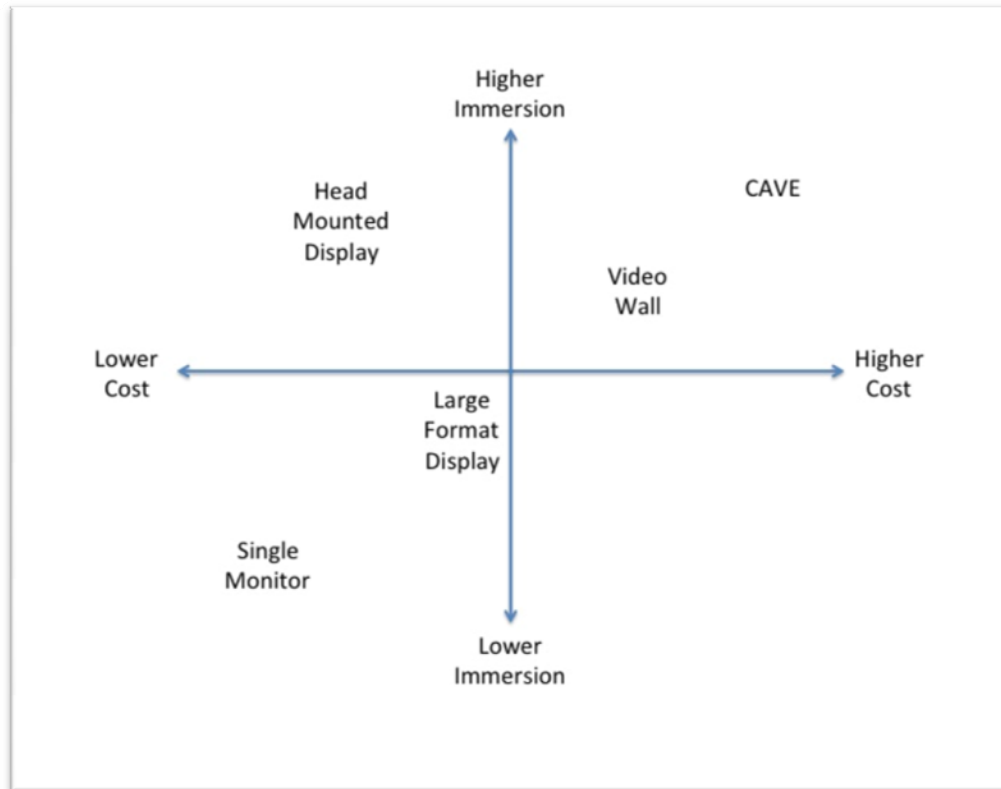 Higher
Immersion
Head
Mounted
Display
CAVE
Video
Wall
Lower
Cost
Higher
Cost
Large
Format
Display
Single
Monitor
Lower
Immersion